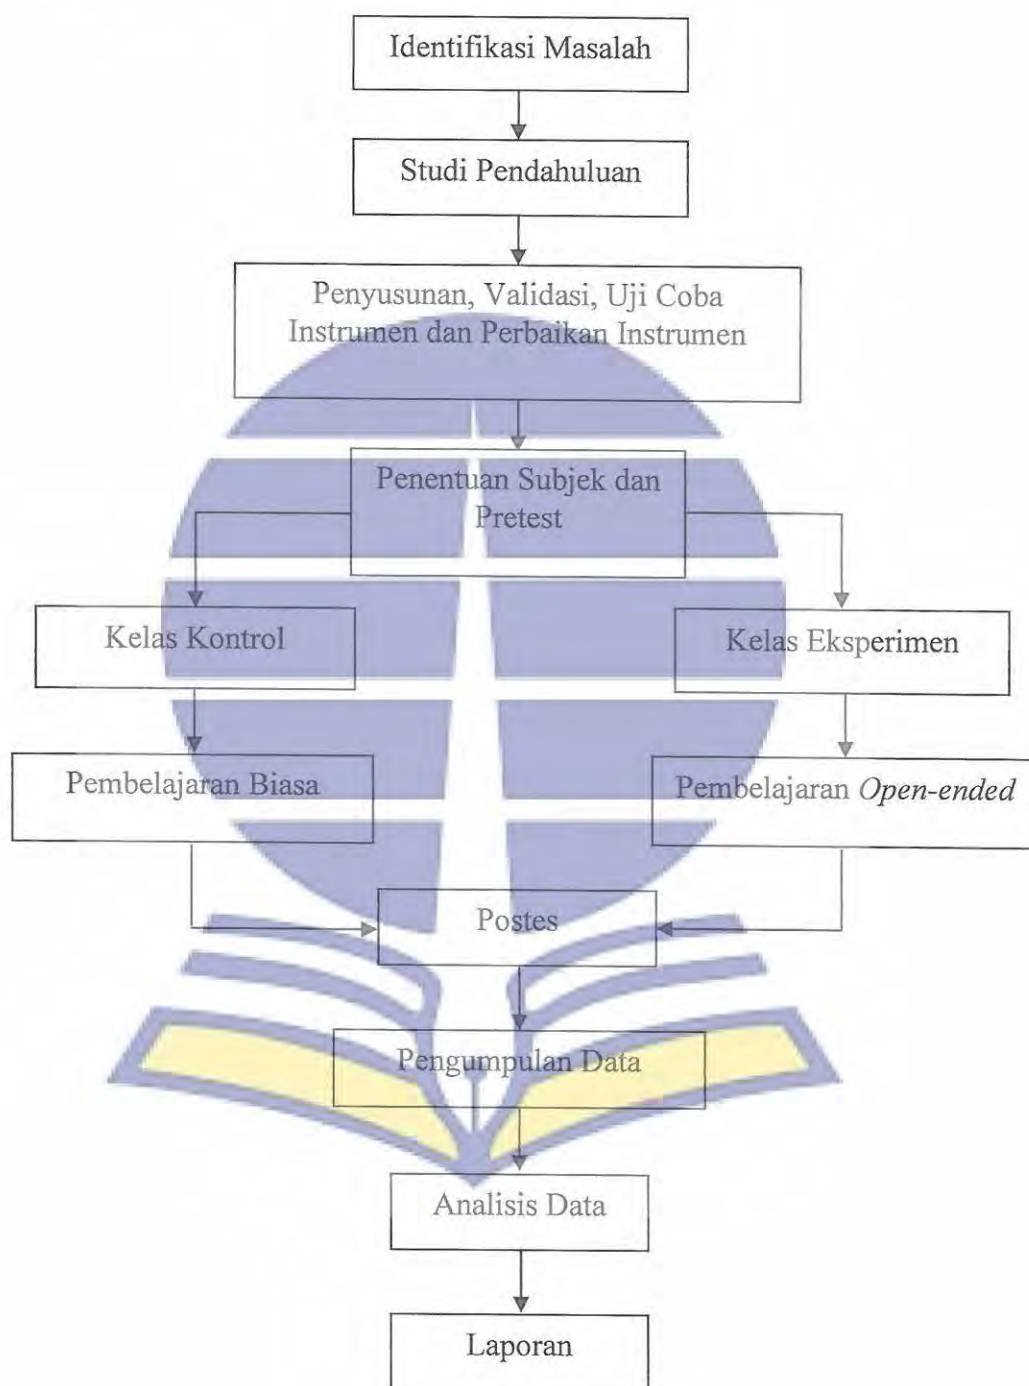 Identifikasi Masalah
Studi Pendahuluan
Penyusunan, Validasi, Uji Coba
Instrumen dan Perbaikan Instrumen
Penentuan Subjek dan
Pretest
Kelas Kontrol
Kelas Eksperimen
Pembelajaran Biasa
Pembelajaran Open-ended
Postes
Pengumpulan Data
Analisis Data
Laporan